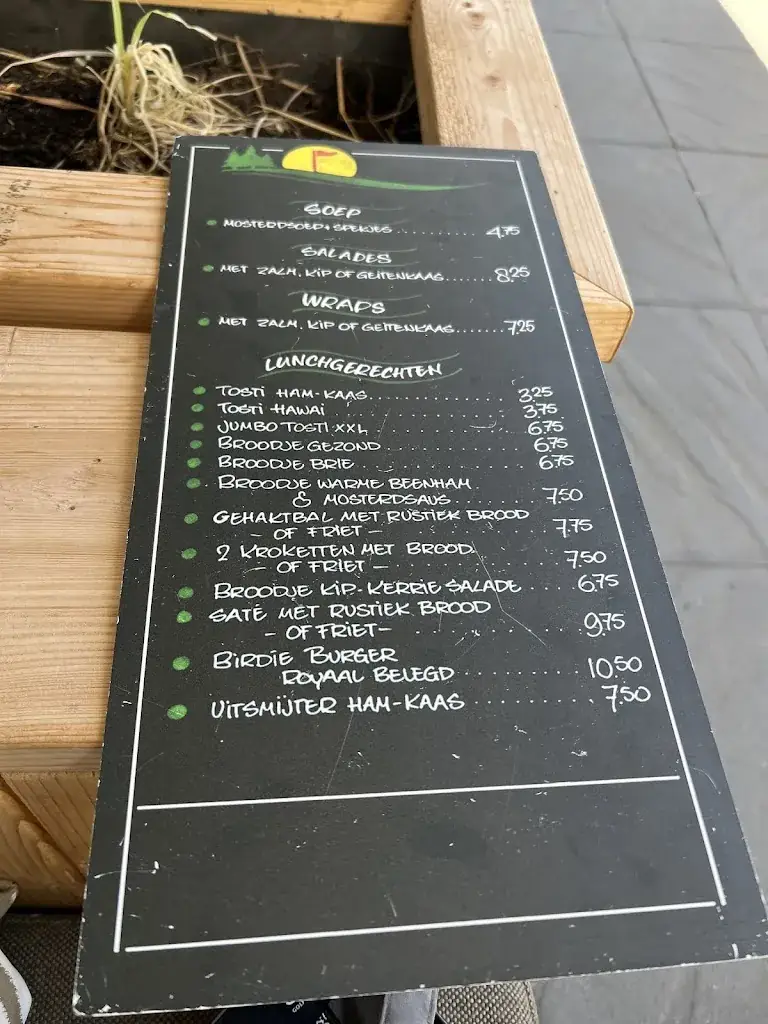 SOEP
MOSTERDSOEP + SPEKJES 4,75
SALADES
MET ZALM, KIP OF GEITENKAAS 8,25
WRAPS
MET ZALM, KIP OF GEITENKAAS 7,25
LUNCHGERECHTEN
TOSTI HAM-KAAS 3,25
TOSTI HAWAI 3,75
JUMBO TOSTI XXL 6,75
BROODJE GEZOND 6,75
BROODJE BRIE 6,75
BROODJE WARME BEENHAM
& MOSTERDSAUS 7,50
GEHAKTBAL MET RUSTIEK BROOD
- OF FRIET - 7,75
2 KROKETTEN MET BROOD
- OF FRIET - 7,50
BROODJE KIP-KERRIE SALADE 6,75
SATÉ MET RUSTIEK BROOD
- OF FRIET - 9,75
BIRDIE BURGER
ROYAAL BELEGD 10,50
UITSMIJTER HAM-KAAS 7,50